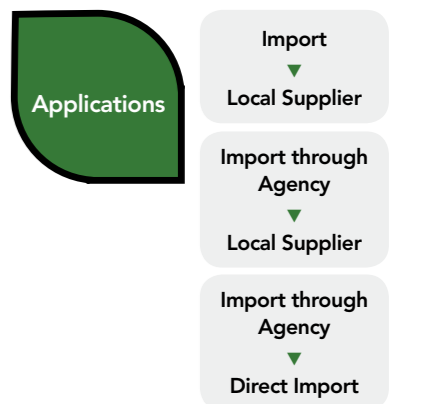 Applications
Import
▼
Local Supplier
Import through
Agency
▼
Local Supplier
Import through
Agency
▼
Direct Import